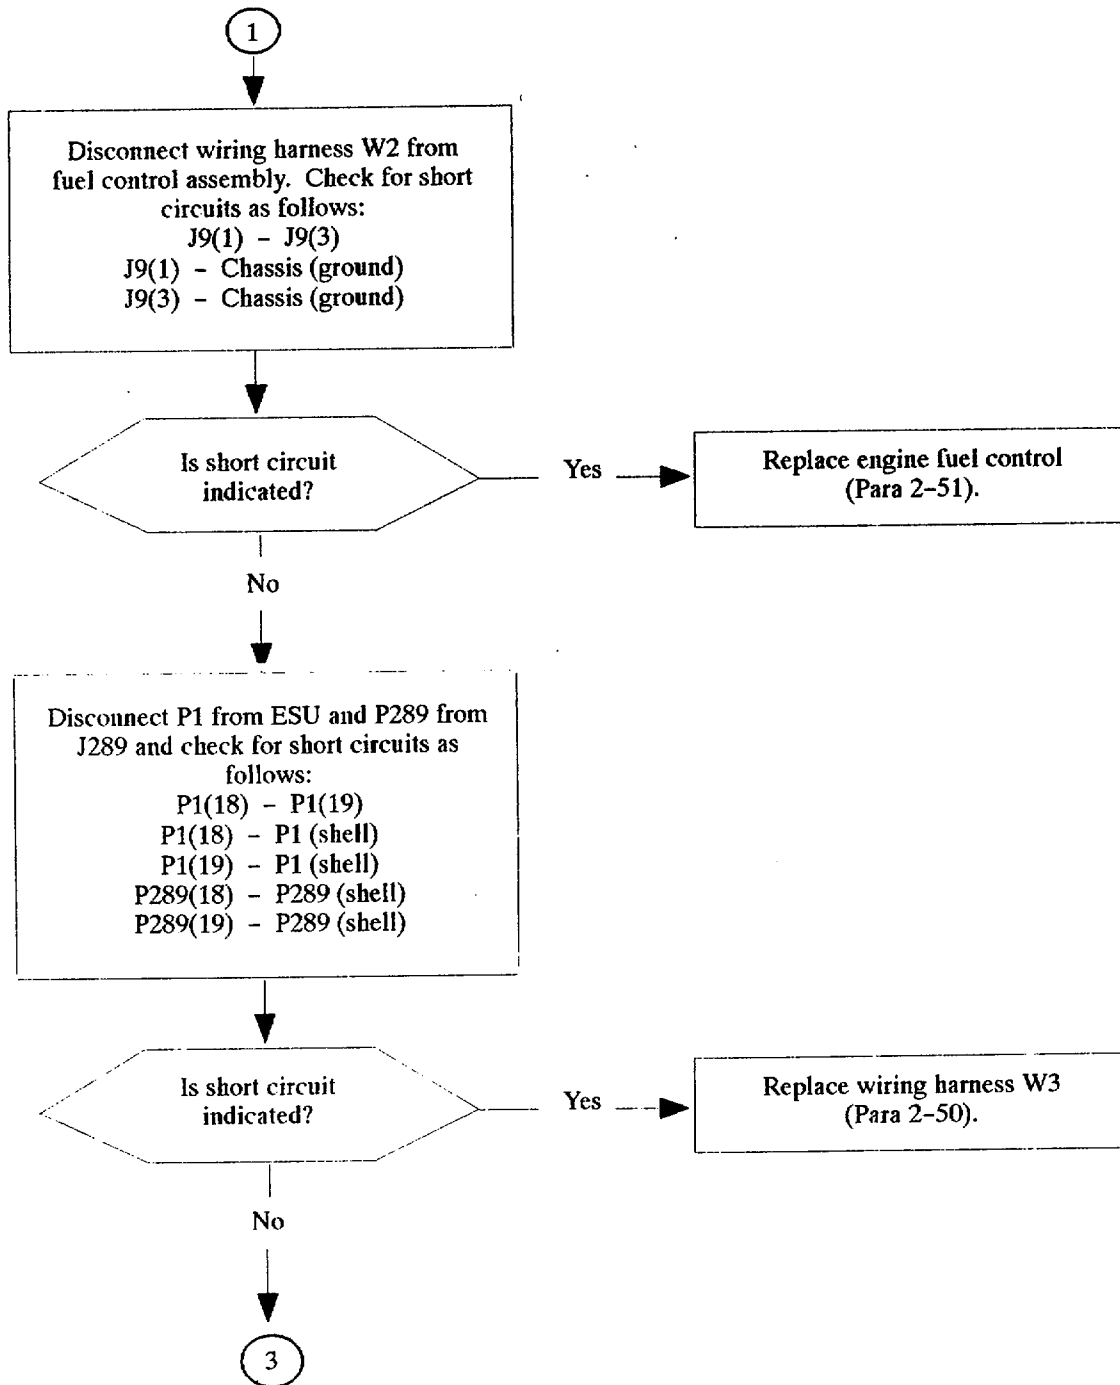 1
Disconnect wiring harness W2 from
fuel control assembly. Check for short
circuits as follows:
J9(1) – J9(3)
J9(1) – Chassis (ground)
J9(3) – Chassis (ground)
Is short circuit
indicated?
Yes
Replace engine fuel control
(Para 2–51).
No
Disconnect P1 from ESU and P289 from
J289 and check for short circuits as
follows:
P1(18) – P1(19)
P1(18) – P1 (shell)
P1(19) – P1 (shell)
P289(18) – P289 (shell)
P289(19) – P289 (shell)
Is short circuit
indicated?
Yes
Replace wiring harness W3
(Para 2–50).
No
3